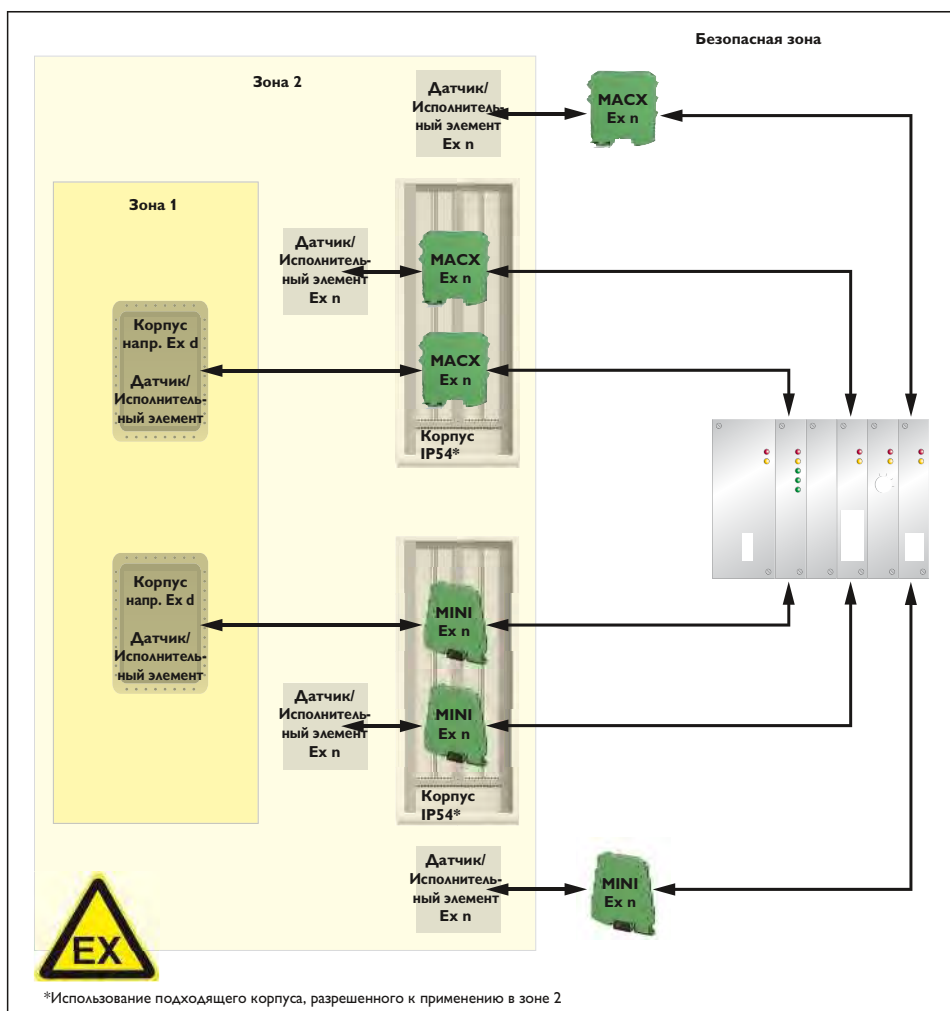 Безопасная зона
Зона 2
Датчик/
Исполнитель-
ный элемент
Ex n
MACX
Ex n
Зона 1
Датчик/
Исполнитель-
ный элемент
Ex n
MACX
Ex n
Корпус
напр. Ex d
Датчик/
Исполнитель-
ный элемент
MACX
Ex n
Корпус
IP54*
Корпус
напр. Ex d
Датчик/
Исполнитель-
ный элемент
MINI
Ex n
Датчик/
Исполнитель-
ный элемент
Ex n
MINI
Ex n
Корпус
IP54*
Датчик/
Исполнитель-
ный элемент
Ex n
MINI
Ex n
EX
*Использование подходящего корпуса, разрешенного к применению в зоне 2